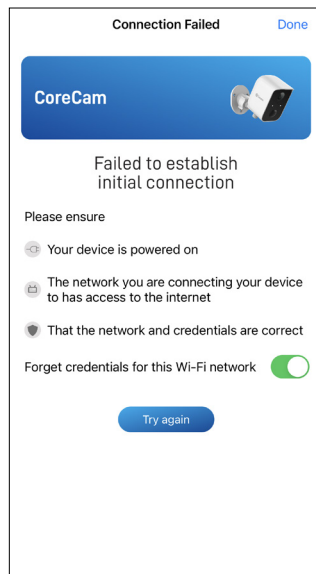 Connection Failed
Done
CoreCam
Failed to establish
initial connection
Please ensure
Your device is powered on
The network you are connecting your device
to has access to the internet
That the network and credentials are correct
Forget credentials for this Wi-Fi network
Try again